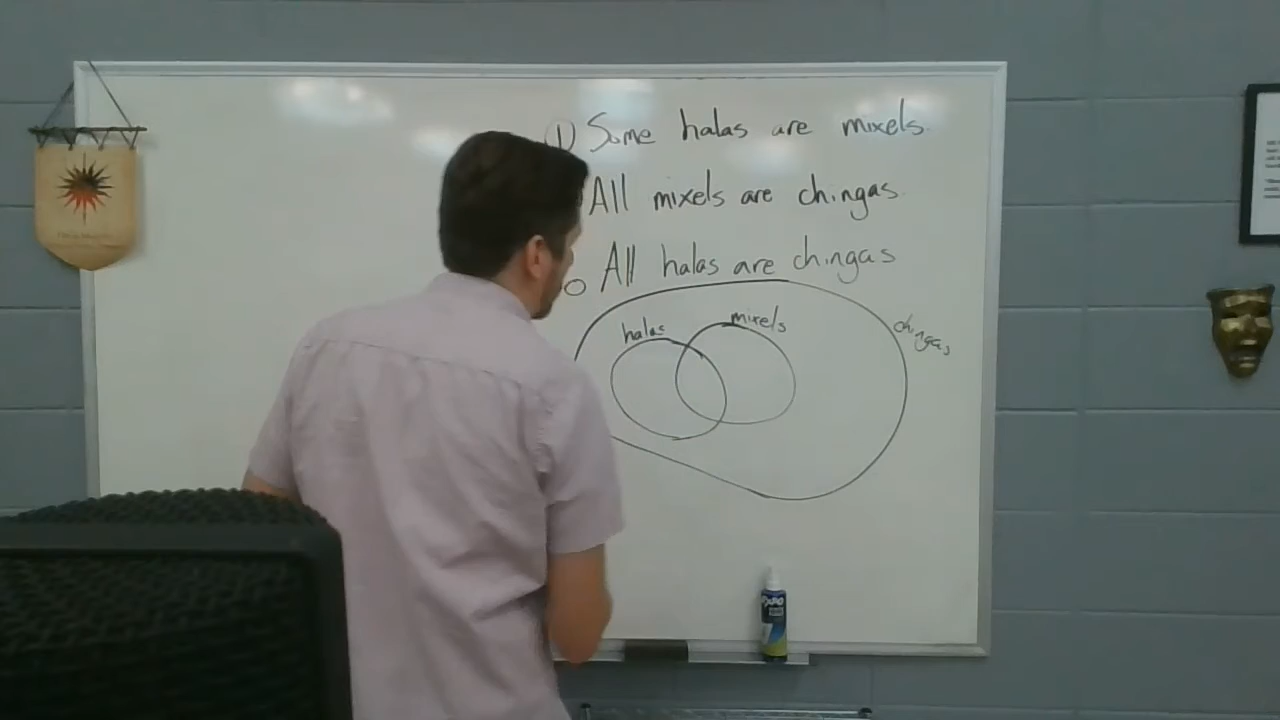 1) Some halas are mixels.
All mixels are chingas.
All halas are chingas
halas
mixels
chingas